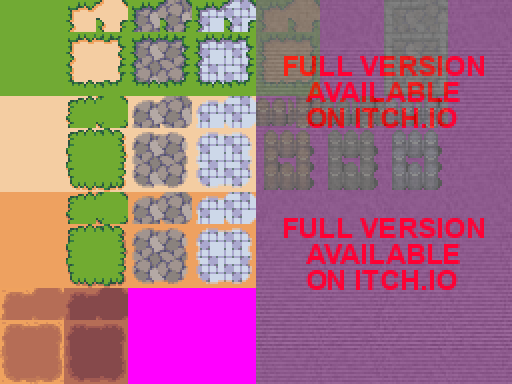 FULL VERSION
AVAILABLE
ON ITCH.IO
FULL VERSION
AVAILABLE
ON ITCH.IO